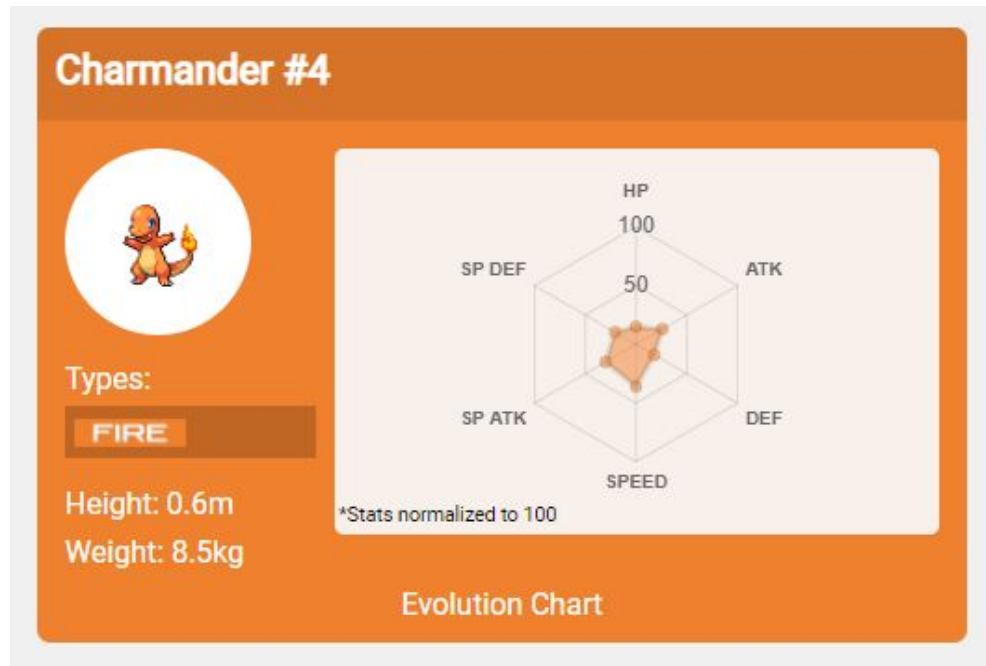 Charmander #4
HP
100
SP DEF
ATK
50
Types:
FIRE
SP ATK
DEF
SPEED
Height: 0.6m
*Stats normalized to 100
Weight: 8.5kg
Evolution Chart